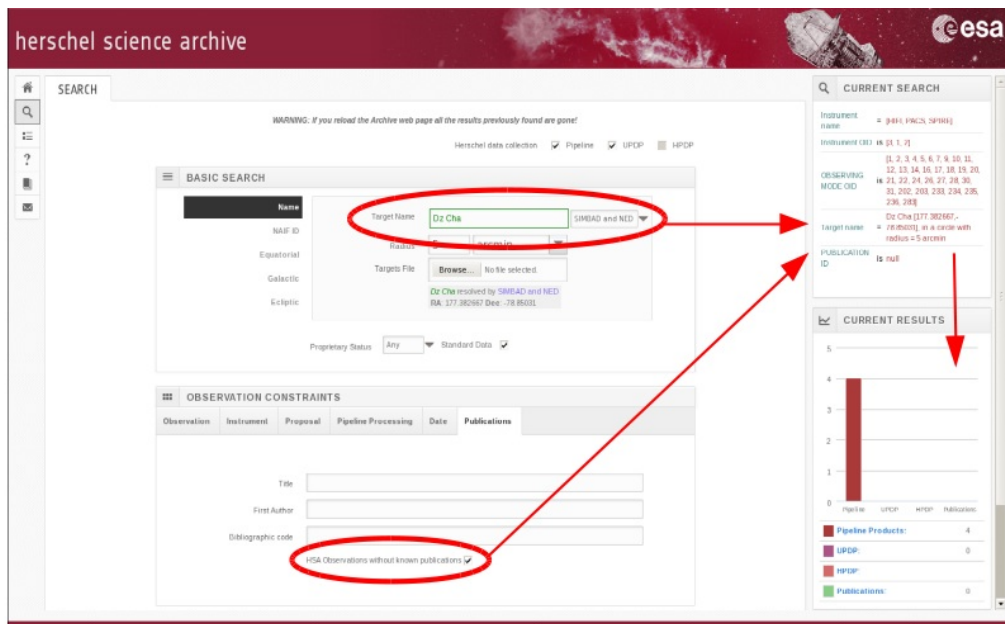 herschel science archive
esa
SEARCH
WARNING: If you reload the Archive web page all the results previously found are gone!
Herschel data collection Pipeline UPDP HPDP
BASIC SEARCH
Name
NAIF ID
Equatorial
Galactic
Ecliptic
Target Name Dz Cha SIMBAD and NED
Radius 5 arcmin
Targets File Browse... No file selected.
Dz Cha resolved by SIMBAD and NED
RA: 177.382667 Dec: -78.85031
Proprietary Status Any Standard Data
OBSERVATION CONSTRAINTS
Observation Instrument Proposal Pipeline Processing Date Publications
Title
First Author
Bibliographic code
HSA Observations without known publications
CURRENT SEARCH
Instrument name = [HIFI, PACS, SPIRE]
Instrument OID is [3, 1, 2]
OBSERVING MODE OID is [1, 2, 3, 4, 5, 6, 7, 9, 10, 11,
12, 13, 14, 16, 17, 18, 19, 20,
21, 22, 24, 26, 27, 28, 30,
31, 202, 203, 233, 234, 235,
236, 283]
Target name = Dz Cha [177.382667,-
78.85031], in a circle with
radius = 5 arcmin
PUBLICATION ID is null
CURRENT RESULTS
5
4
3
2
1
0
Pipeline UPDP HPDP Publications
Pipeline Products: 4
UPDP: 0
HPDP
Publications: 0